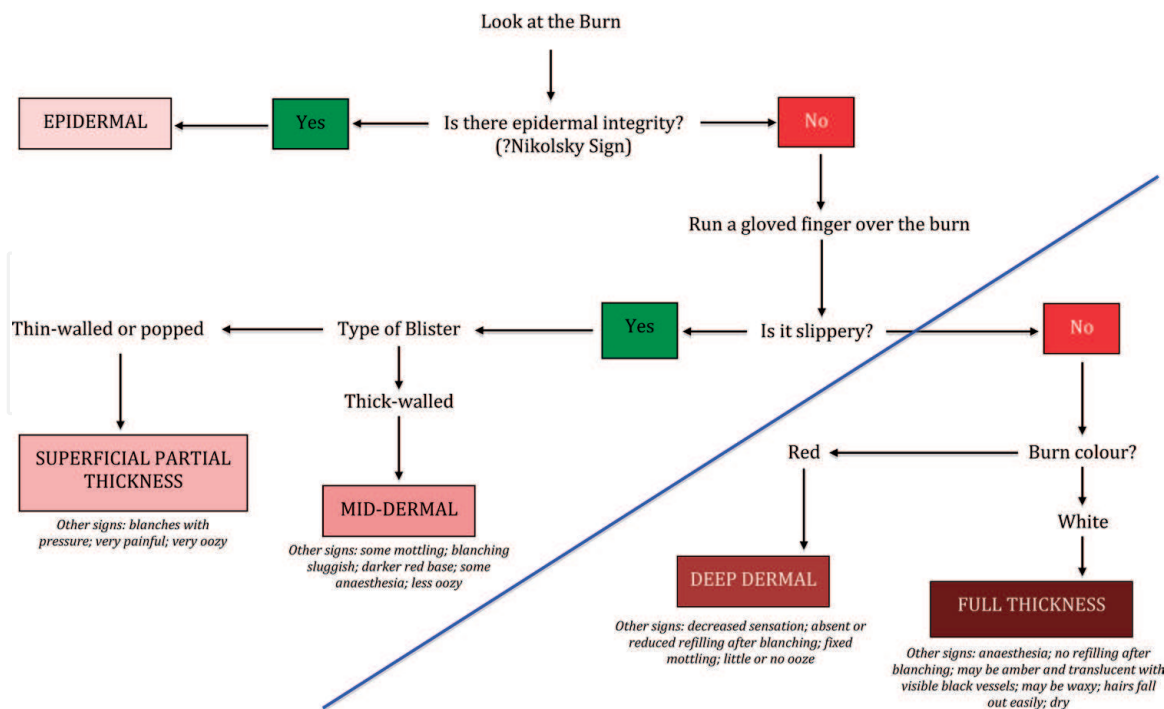 Look at the Burn
EPIDERMAL
Yes
Is there epidermal integrity?
(?Nikolsky Sign)
No
Run a gloved finger over the burn
Thin-walled or popped
Type of Blister
Yes
Is it slippery?
No
Thick-walled
SUPERFICIAL PARTIAL
THICKNESS
Other signs: blanches with
pressure; very painful; very oozy
MID-DERMAL
Other signs: some mottling; blanching
sluggish; darker red base; some
anaesthesia; less oozy
Red
Burn colour?
White
DEEP DERMAL
Other signs: decreased sensation; absent or
reduced refilling after blanching; fixed
mottling; little or no ooze
FULL THICKNESS
Other signs: anaesthesia; no refilling after
blanching; may be amber and translucent with
visible black vessels; may be waxy; hairs fall
out easily; dry